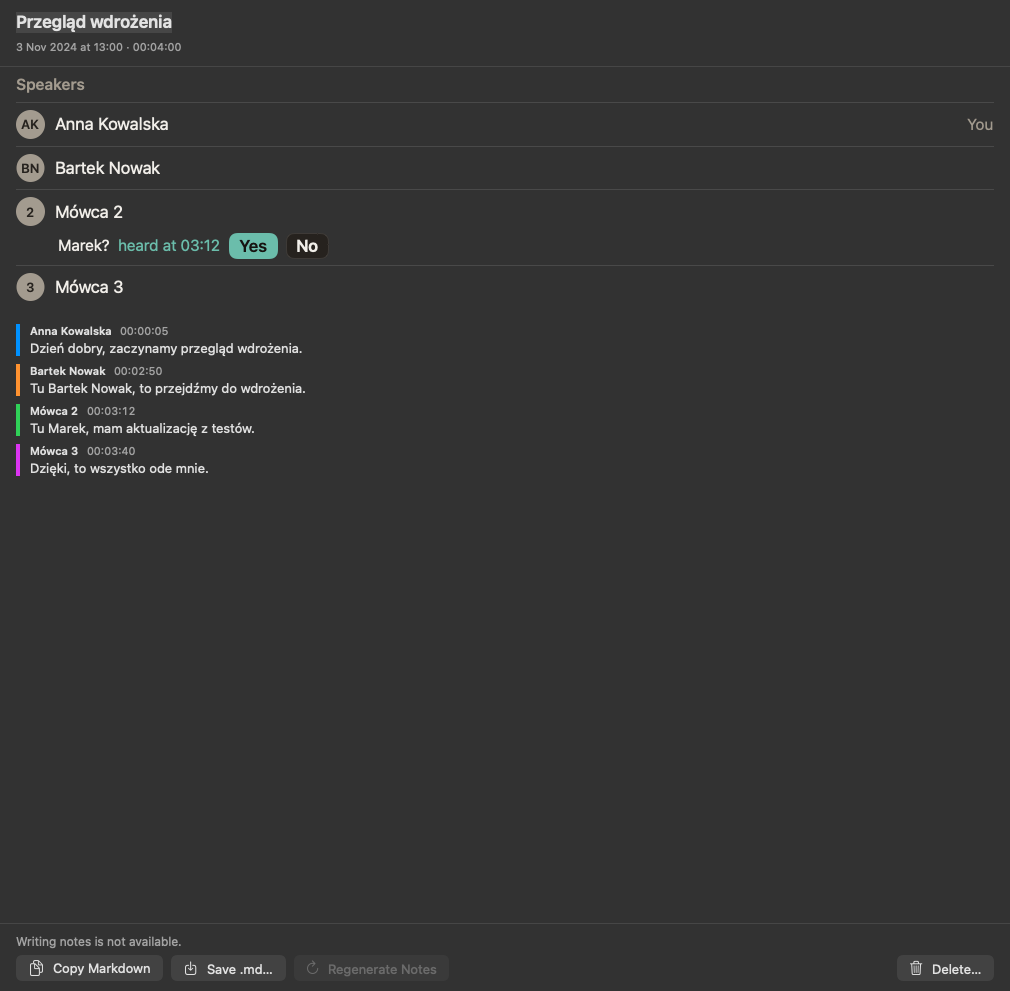 Przegląd wdrożenia
3 Nov 2024 at 13:00 · 00:04:00
Speakers
AK Anna Kowalska You
BN Bartek Nowak
2 Mówca 2
Marek? heard at 03:12 Yes No
3 Mówca 3
Anna Kowalska 00:00:05
Dzień dobry, zaczynamy przegląd wdrożenia.
Bartek Nowak 00:02:50
Tu Bartek Nowak, to przejdźmy do wdrożenia.
Mówca 2 00:03:12
Tu Marek, mam aktualizację z testów.
Mówca 3 00:03:40
Dzięki, to wszystko ode mnie.
Writing notes is not available.
Copy Markdown Save .md... Regenerate Notes Delete...